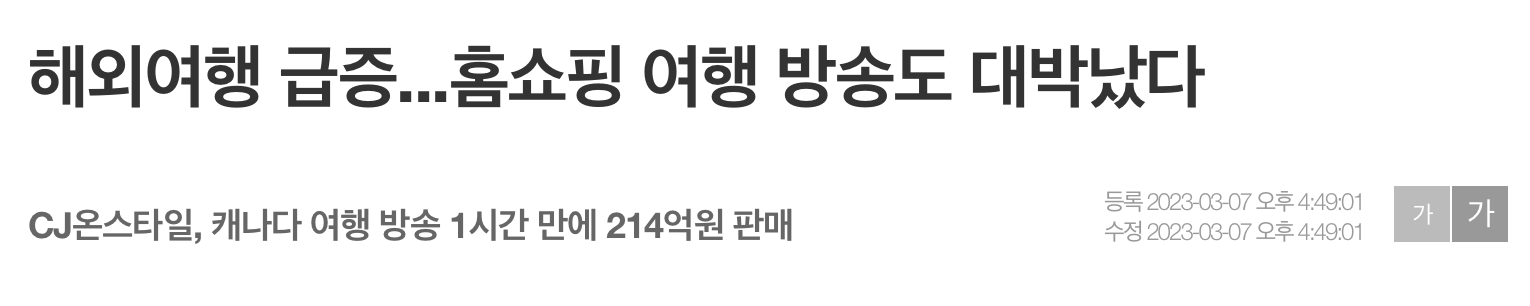 해외여행 급증...홈쇼핑 여행 방송도 대박났다
CJ온스타일, 캐나다 여행 방송 1시간 만에 214억원 판매
등록 2023-03-07 오후 4:49:01
수정 2023-03-07 오후 4:49:01
가 가